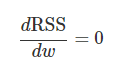 dRSS/dw = 0